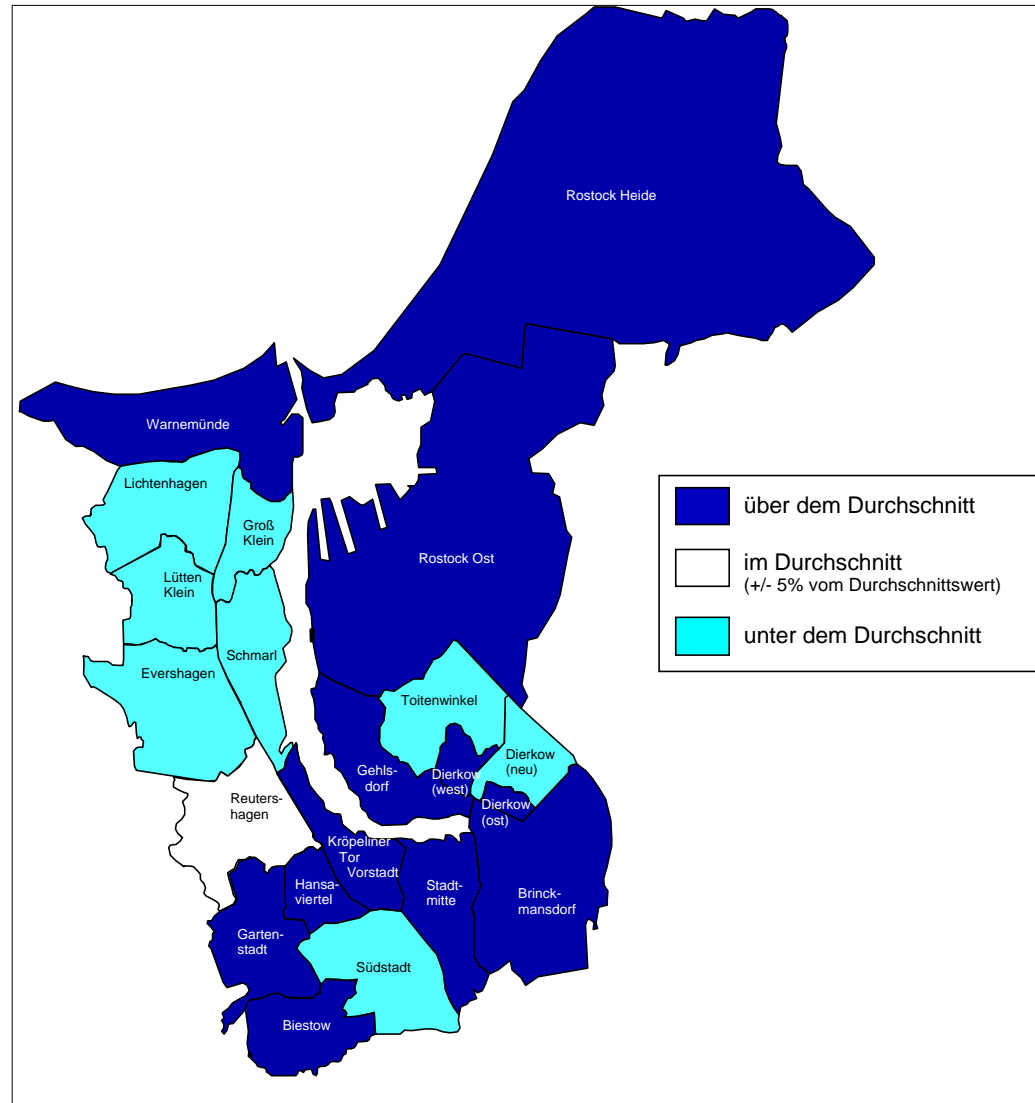 Rostock Heide
Warnemünde
Lichtenhagen
Groß
Klein
Lütten
Klein
Rostock Ost
Schmarl
Evershagen
Toitenwinkel
Gehls-
dorf
Dierkow
(west)
Dierkow
(neu)
Dierkow
(ost)
Reuters-
hagen
Kröpeliner
Tor
Vorstadt
Hansa-
viertel
Stadt-
mitte
Brinck-
mansdorf
Garten-
stadt
Südstadt
Biestow
über dem Durchschnitt
im Durchschnitt
(+/- 5% vom Durchschnittswert)
unter dem Durchschnitt